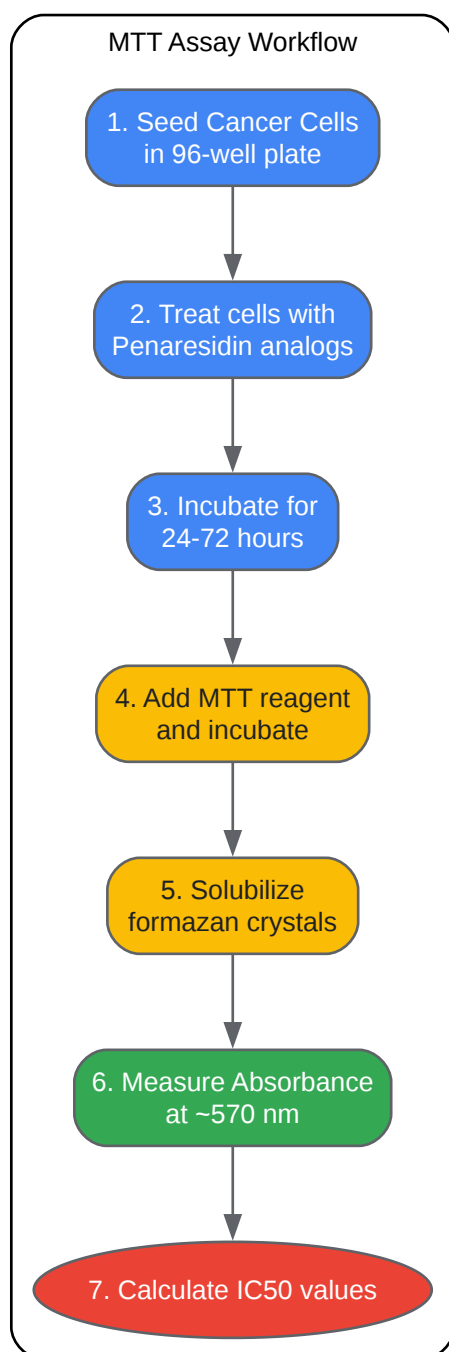 MTT Assay Workflow
1. Seed Cancer Cells
in 96-well plate
2. Treat cells with
Penaresidin analogs
3. Incubate for
24-72 hours
4. Add MTT reagent
and incubate
5. Solubilize
formazan crystals
6. Measure Absorbance
at ~570 nm
7. Calculate IC50 values